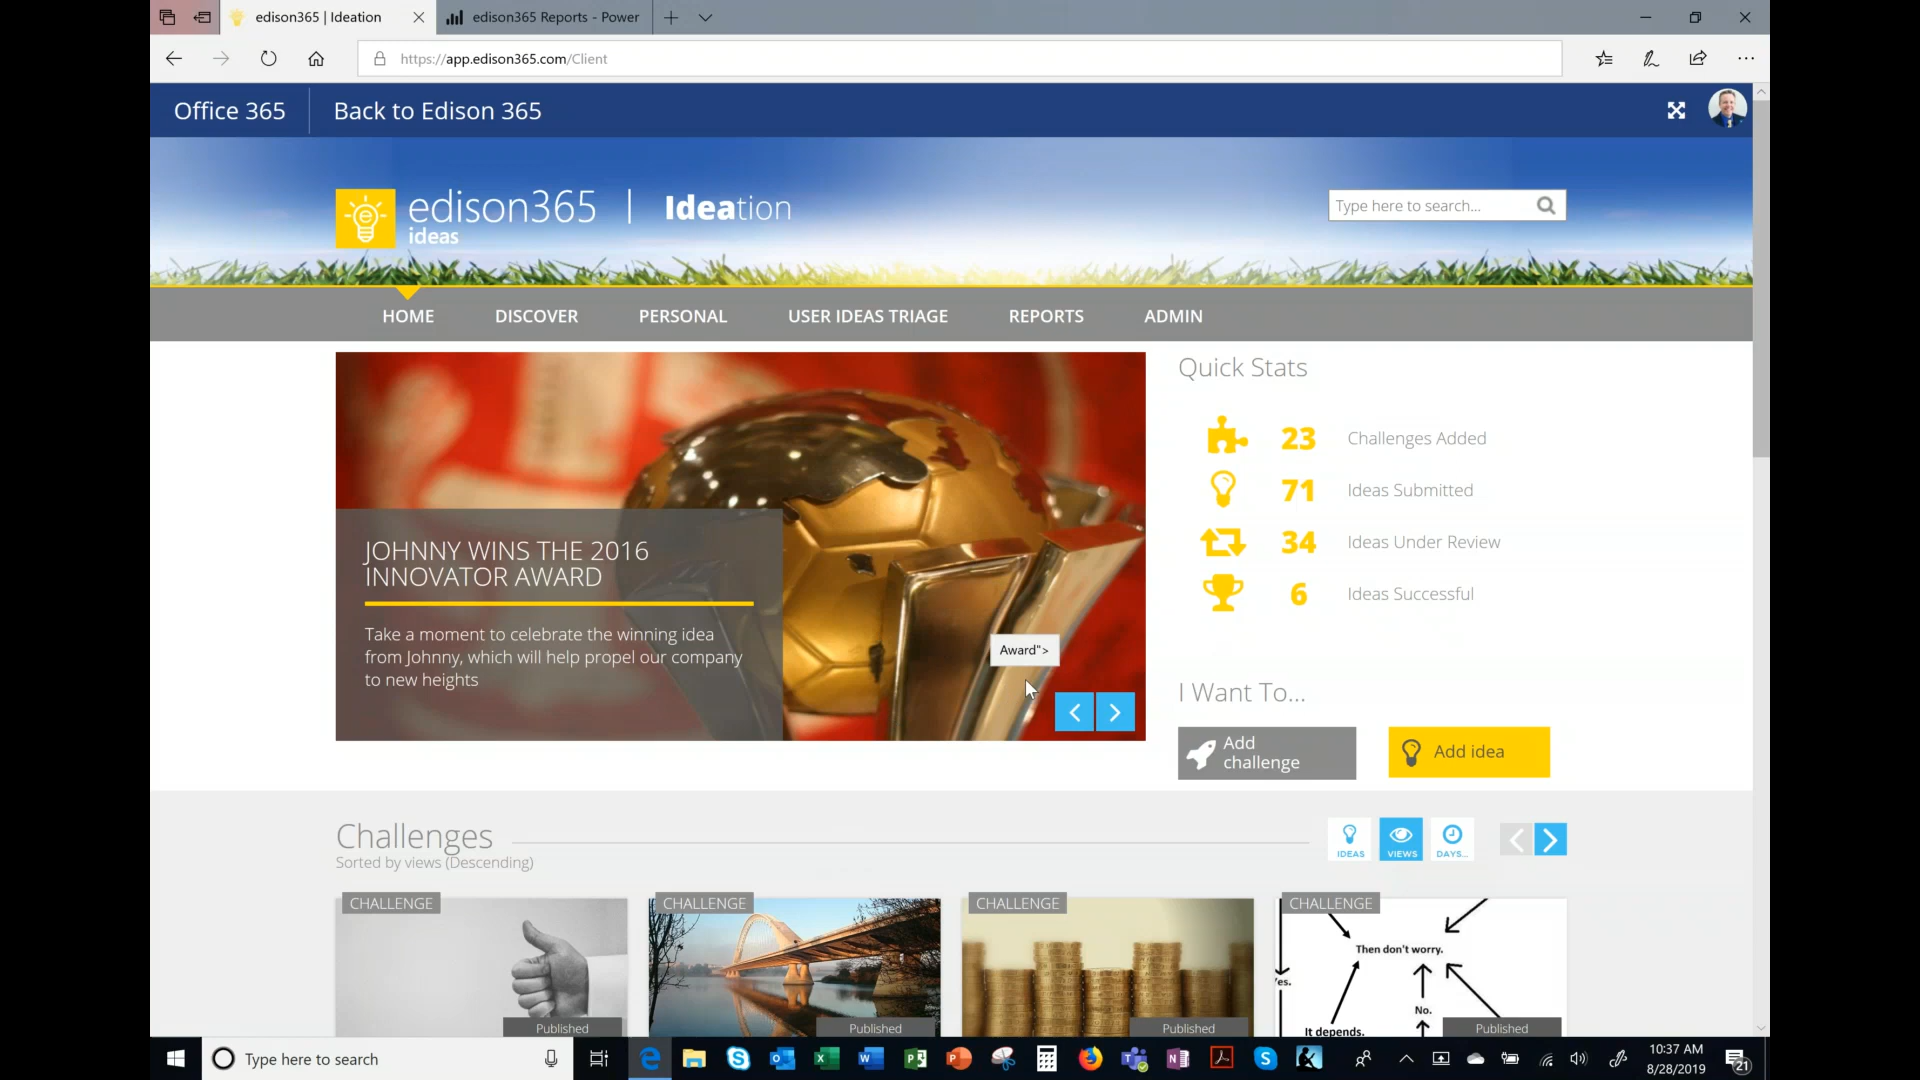 edison365 | Ideation
edison365 Reports - Power
https://app.edison365.com/Client
Office 365
Back to Edison 365
edison365 | Ideation
ideas
Type here to search...
HOME
DISCOVER
PERSONAL
USER IDEAS TRIAGE
REPORTS
ADMIN
JOHNNY WINS THE 2016
INNOVATOR AWARD
Take a moment to celebrate the winning idea
from Johnny, which will help propel our company
to new heights
Award">
Quick Stats
23 Challenges Added
71 Ideas Submitted
34 Ideas Under Review
6 Ideas Successful
I Want To...
Add
challenge
Add idea
Challenges
Sorted by views (Descending)
IDEAS
VIEWS
DAYS...
CHALLENGE
Published
CHALLENGE
Published
CHALLENGE
Published
CHALLENGE
Then don't worry.
Yes.
No.
It depends.
Published
Type here to search
10:37 AM
8/28/2019
21